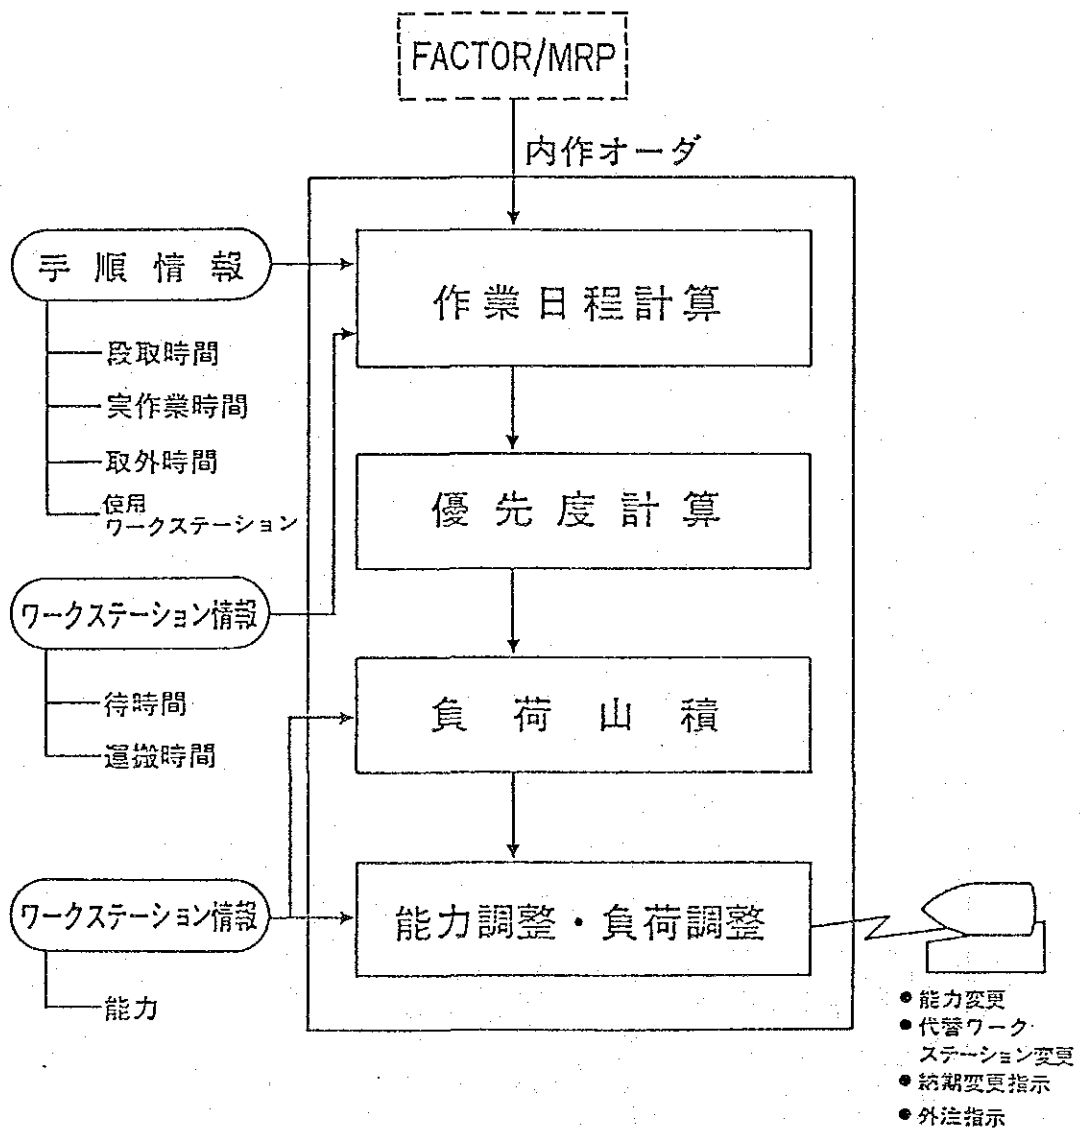 FACTOR/MRP
内作オーダ
手順情報
段取時間
実作業時間
取外時間
使用
ワークステーション
ワークステーション情報
待時間
運搬時間
ワークステーション情報
能力
作業日程計算
優先度計算
負荷山積
能力調整・負荷調整
●能力変更
●代替ワーク
ステーション変更
●納期変更指示
●外注指示